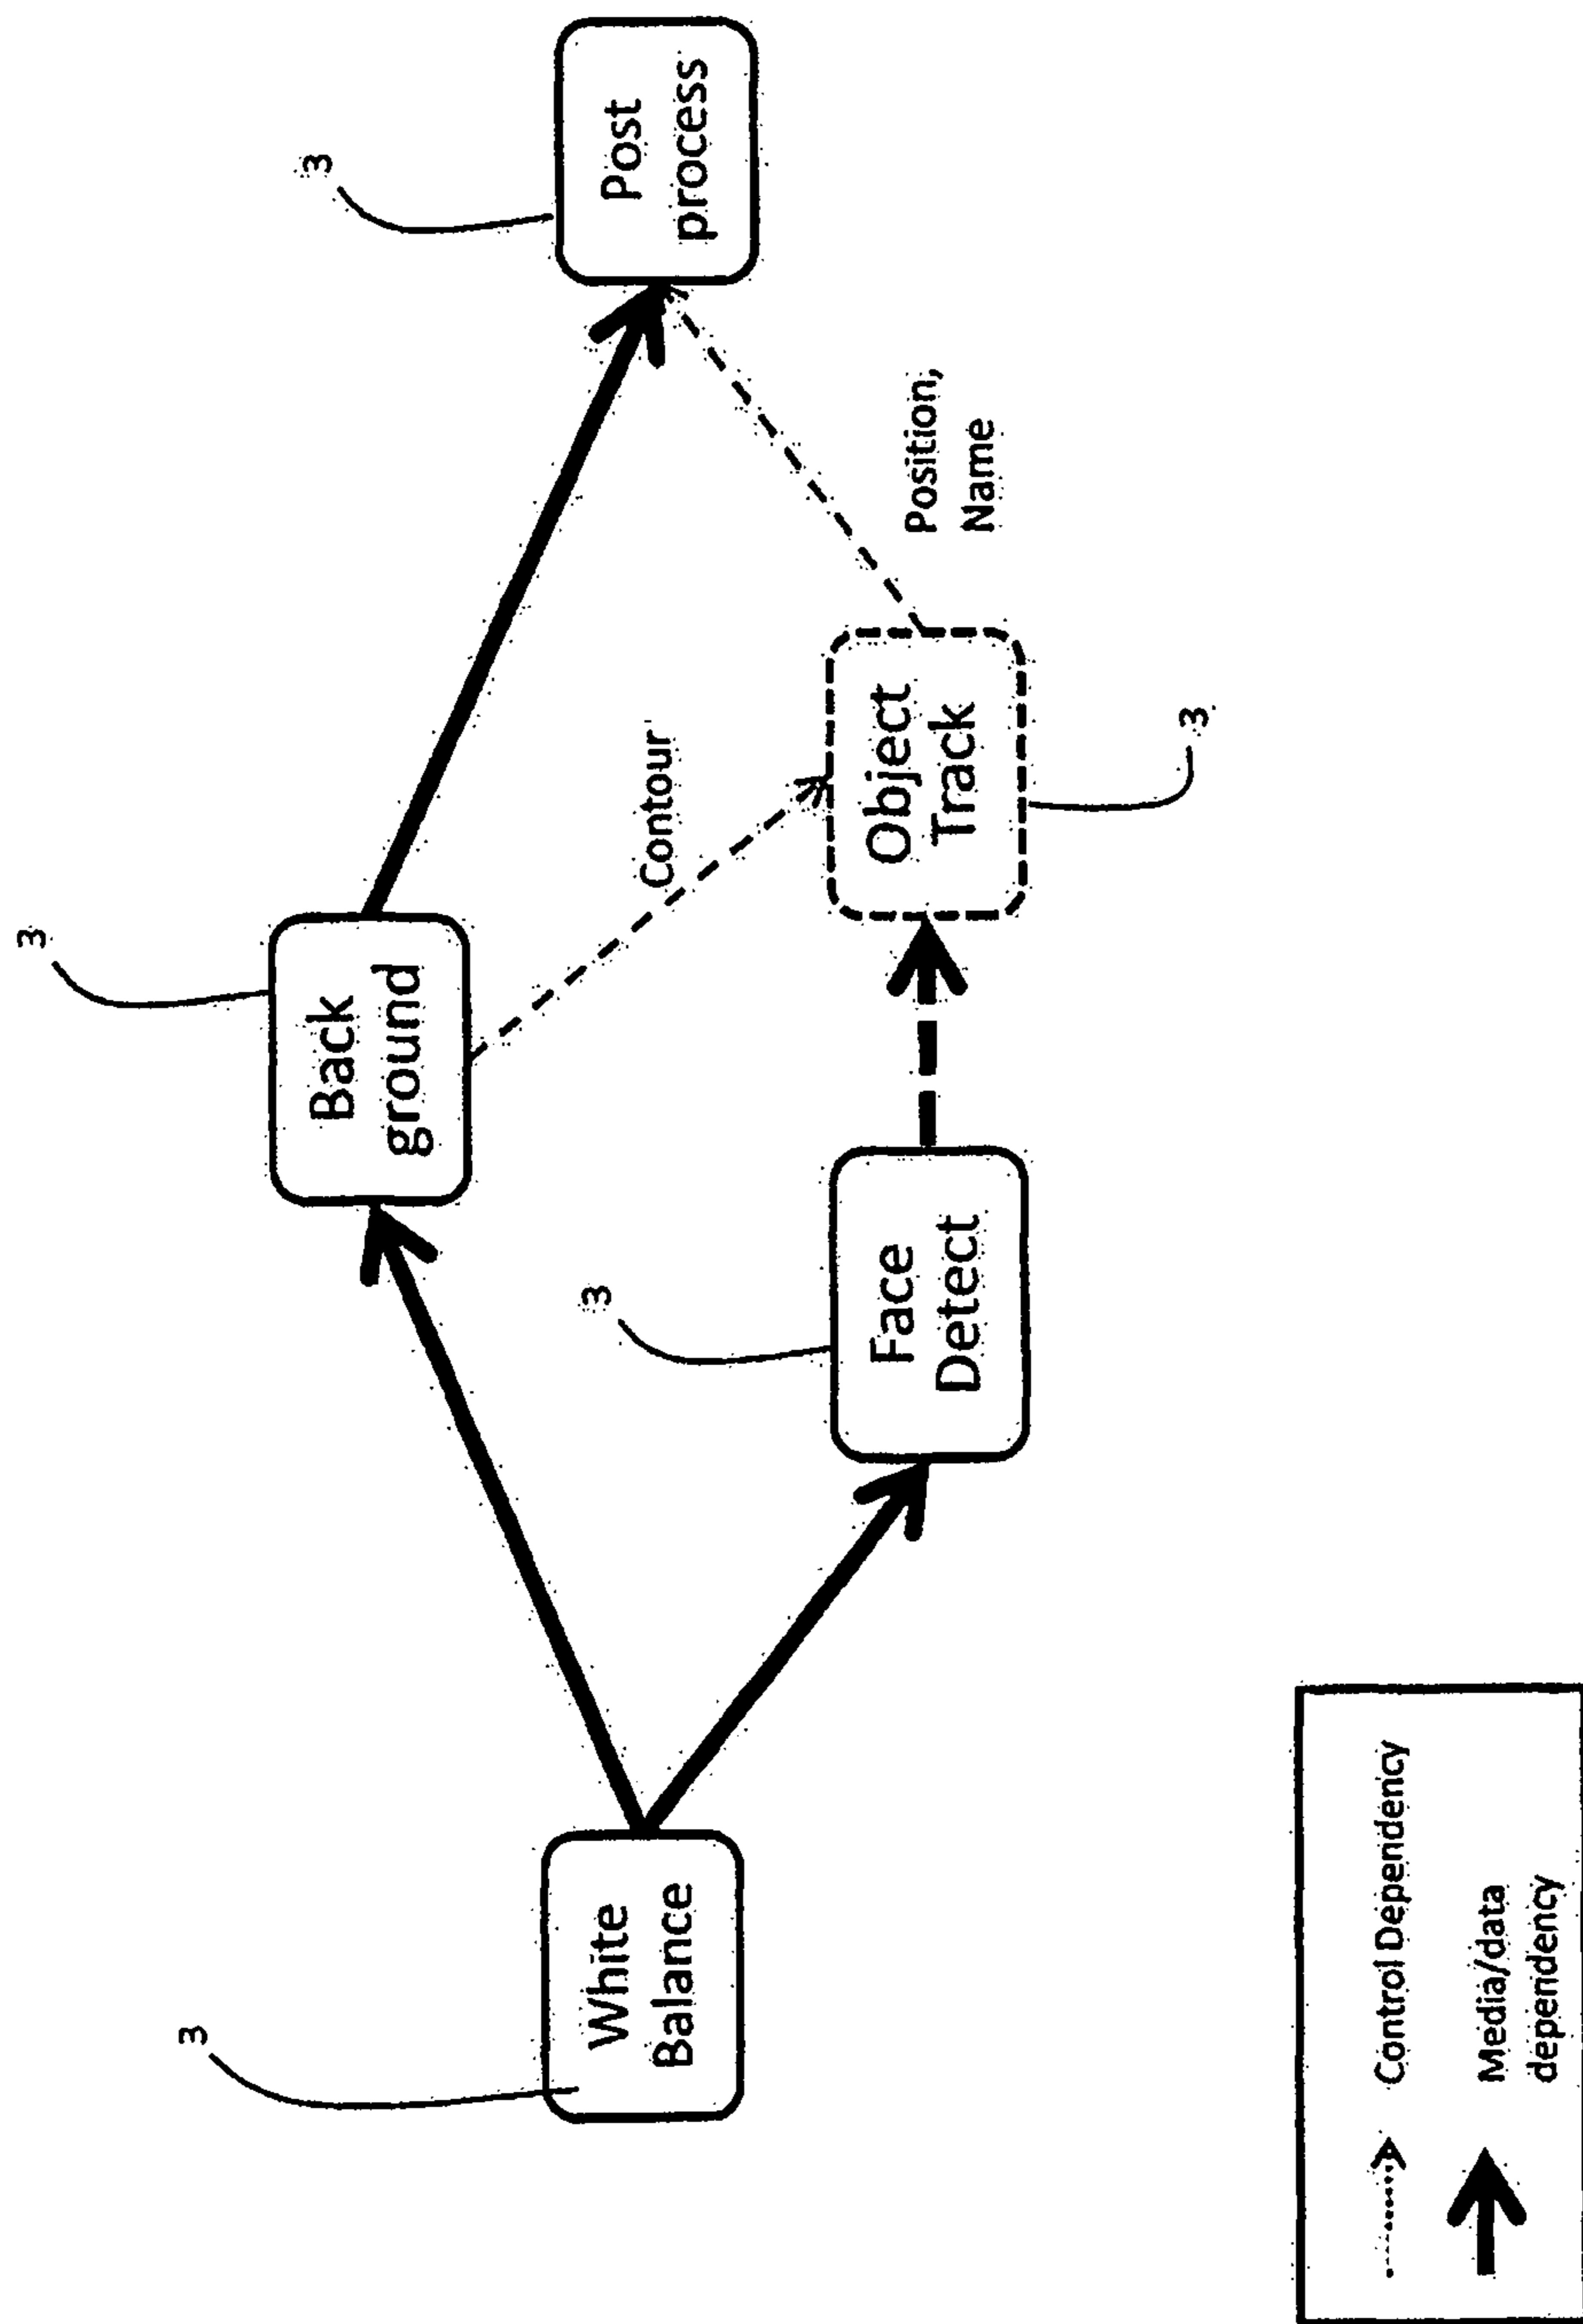 3
White
Balance
3
Back
ground
3
Face
Detect
Contour
Object
Track
3.
Position,
Name
3
Post
process
Control Dependency
Media/data
dependency